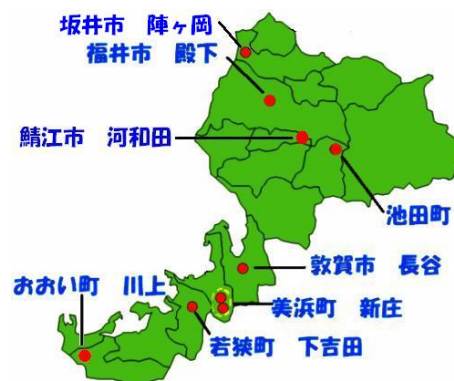 坂井市 陣ヶ岡
福井市 殿下
鯖江市 河和田
池田町
敦賀市 長谷
おおい町 川上
美浜町 新庄
若狭町 下吉田